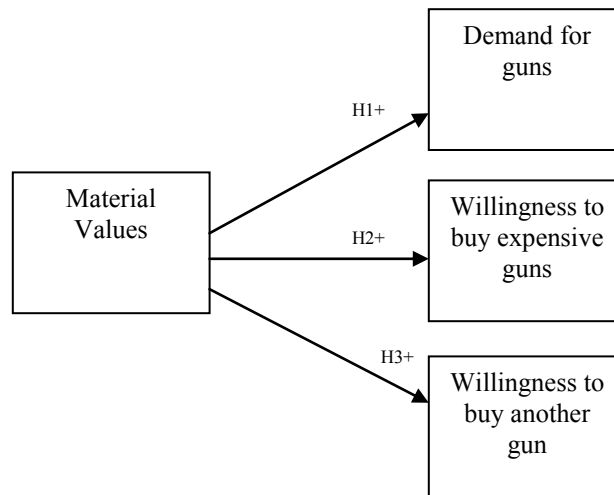 Demand for
guns
H1+
Material
Values
Willingness to
buy expensive
guns
H2+
H3+
Willingness to
buy another
gun